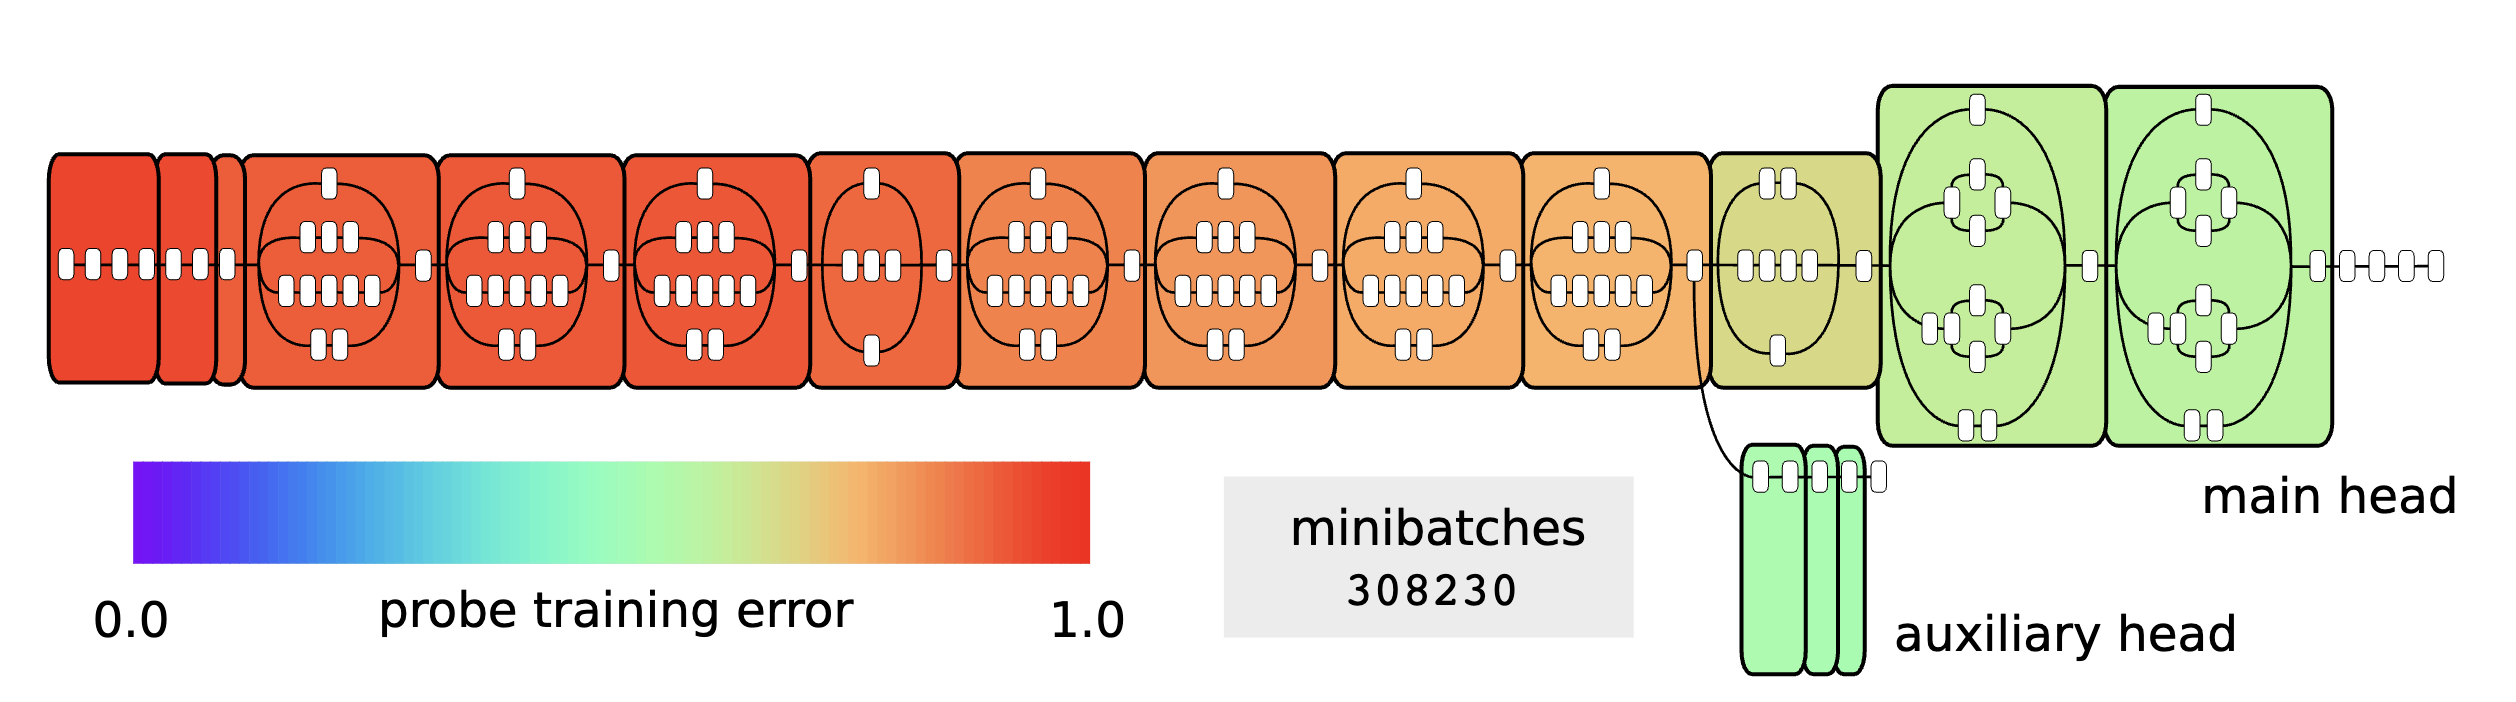 main head
minibatches
308230
0.0
probe training error
1.0
auxiliary head